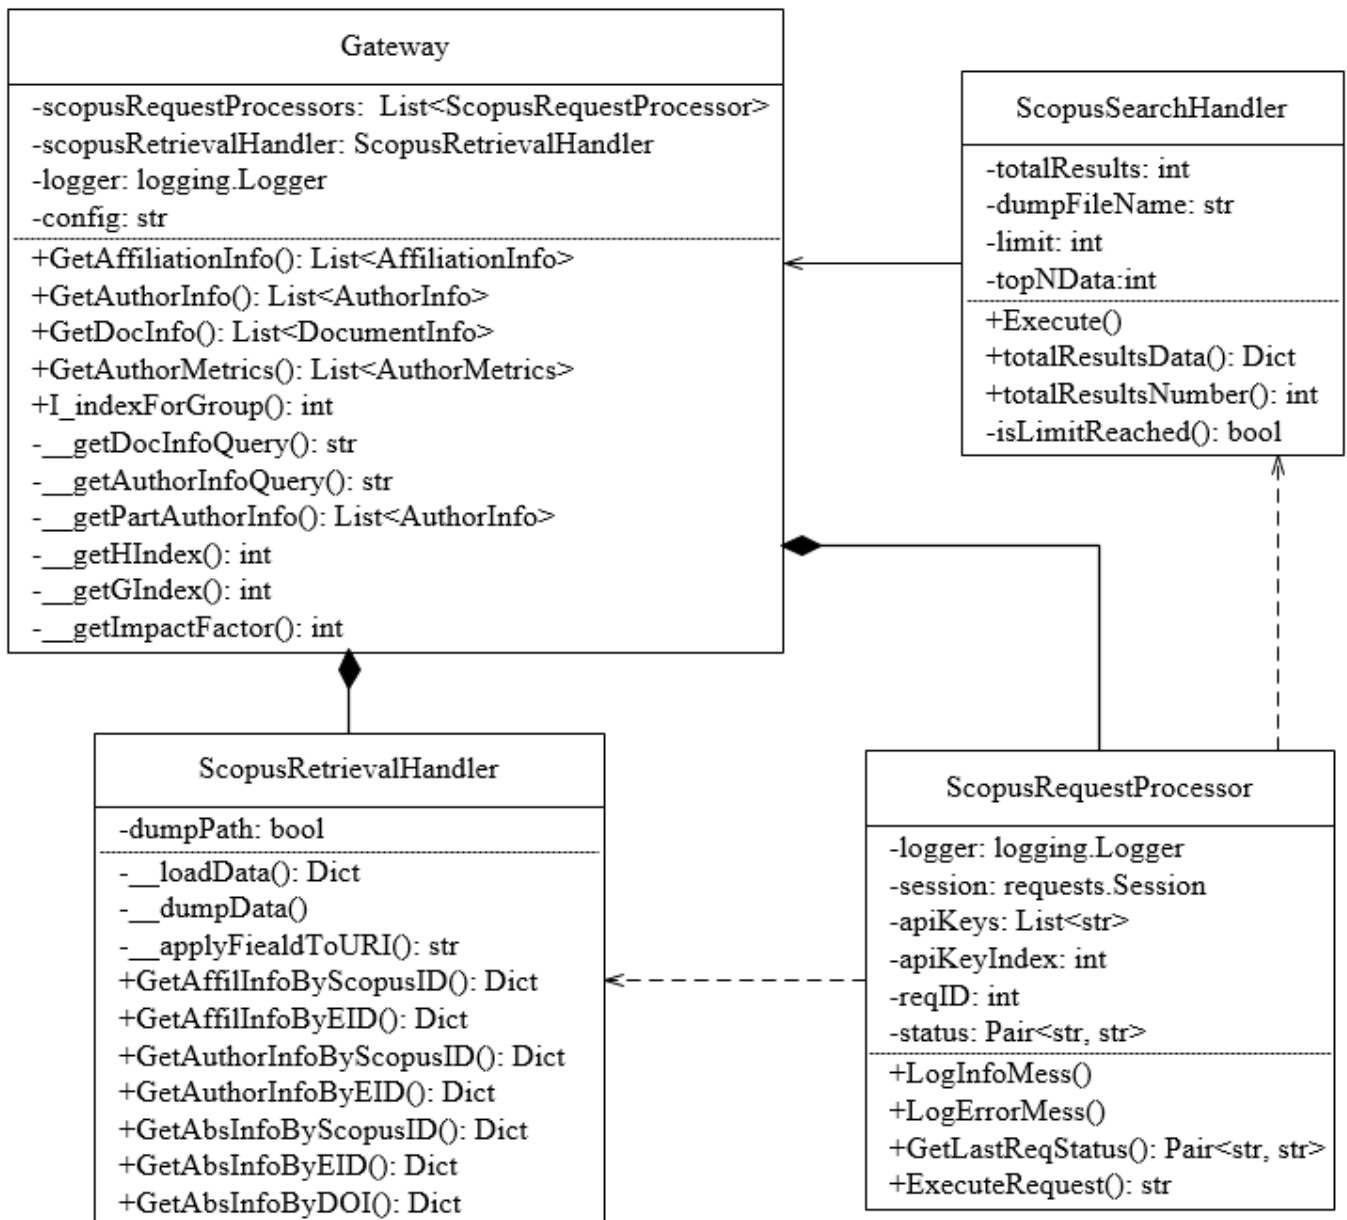 Gateway
-scopusRequestProcessors:  List<ScopusRequestProcessor>
-scopusRetrievalHandler: ScopusRetrievalHandler
-logger: logging.Logger
-config: str
+GetAffiliationInfo(): List<AffiliationInfo>
+GetAuthorInfo(): List<AuthorInfo>
+GetDocInfo(): List<DocumentInfo>
+GetAuthorMetrics(): List<AuthorMetrics>
+I_indexForGroup(): int
-__getDocInfoQuery(): str
-__getAuthorInfoQuery(): str
-__getPartAuthorInfo(): List<AuthorInfo>
-__getHIndex(): int
-__getGIndex(): int
-__getImpactFactor(): int
ScopusSearchHandler
-totalResults: int
-dumpFileName: str
-limit: int
-topNData:int
+Execute()
+totalResultsData(): Dict
+totalResultsNumber(): int
-isLimitReached(): bool
ScopusRetrievalHandler
-dumpPath: bool
-__loadData(): Dict
-__dumpData()
-__applyFiealdToURI(): str
+GetAffilInfoByScopusID(): Dict
+GetAffilInfoByEID(): Dict
+GetAuthorInfoByScopusID(): Dict
+GetAuthorInfoByEID(): Dict
+GetAbsInfoByScopusID(): Dict
+GetAbsInfoByEID(): Dict
+GetAbsInfoByDOI(): Dict
ScopusRequestProcessor
-logger: logging.Logger
-session: requests.Session
-apiKeys: List<str>
-apiKeyIndex: int
-reqID: int
-status: Pair<str, str>
+LogInfoMess()
+LogErrorMess()
+GetLastReqStatus(): Pair<str, str>
+ExecuteRequest(): str